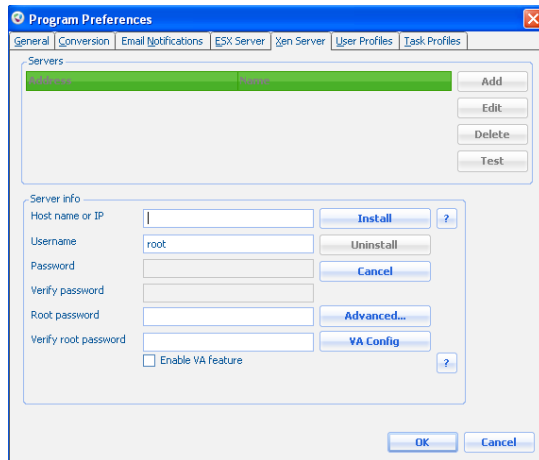 Program Preferences
General Conversion Email Notifications ESX Server Xen Server User Profiles Task Profiles
Servers
Address Name
Add
Edit
Delete
Test
Server info
Host name or IP Install ?
Username root Uninstall
Password Cancel
Verify password
Root password Advanced...
Verify root password VA Config
Enable VA feature ?
OK Cancel